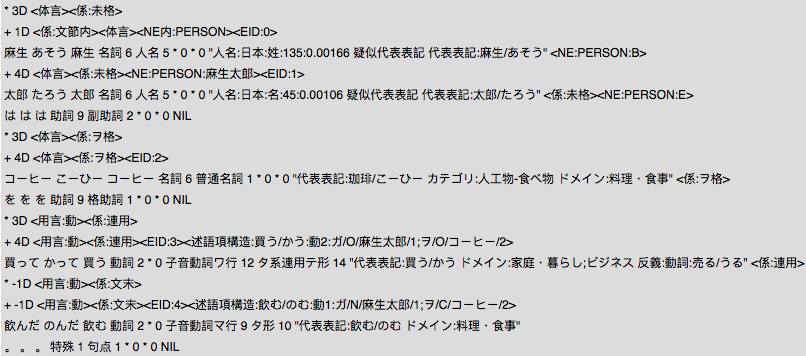 * 3D <体言><係:未格>
+ 1D <係:文節内><体言><NE内:PERSON><EID:0>
麻生 あそう 麻生 名詞 6 人名 5 * 0 * 0 "人名:日本:姓:135:0.00166 疑似代表表記 代表表記:麻生/あそう" <NE:PERSON:B>
+ 4D <体言><係:未格><NE:PERSON:麻生太郎><EID:1>
太郎 たろう 太郎 名詞 6 人名 5 * 0 * 0 "人名:日本:名:45:0.00106 疑似代表表記 代表表記:太郎/たろう" <係:未格><NE:PERSON:E>
は は は 助詞 9 副助詞 2 * 0 * 0 NIL
* 3D <体言><係:ヲ格>
+ 4D <体言><係:ヲ格><EID:2>
コーヒー こーひー コーヒー 名詞 6 普通名詞 1 * 0 * 0 "代表表記:珈琲/こーひー カテゴリ:人工物-食べ物 ドメイン:料理・食事" <係:ヲ格>
を を を 助詞 9 格助詞 1 * 0 * 0 NIL
* 3D <用言:動><係:連用>
+ 4D <用言:動><係:連用><EID:3><述語項構造:買う/かう:動2:ガ/O/麻生太郎/1;ヲ/O/コーヒー/2>
買って かって 買う 動詞 2 * 0 子音動詞ワ行 12 タ系連用テ形 14 "代表表記:買う/かう ドメイン:家庭・暮らし;ビジネス 反義:動詞:売る/うる" <係:連用>
* -1D <用言:動><係:文末>
+ -1D <用言:動><係:文末><EID:4><述語項構造:飲む/のむ:動1:ガ/N/麻生太郎/1;ヲ/C/コーヒー/2>
飲んだ のんだ 飲む 動詞 2 * 0 子音動詞マ行 9 タ形 10 "代表表記:飲む/のむ ドメイン:料理・食事"
。 。 。 特殊 1 句点 1 * 0 * 0 NIL